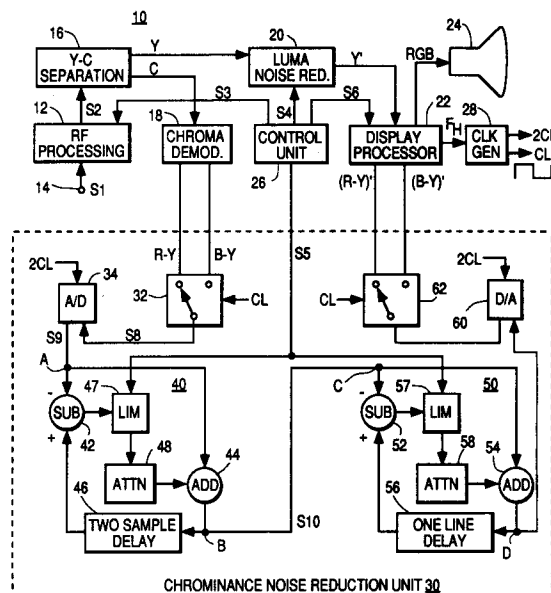 10
16
Y-C
SEPARATION
Y
C
20
LUMA
NOISE RED.
Y'
RGB
24
S2
S3
S4
S6
12
RF
PROCESSING
18
CHROMA
DEMOD.
CONTROL
UNIT
26
22
DISPLAY
PROCESSOR
FH
28
CLK
GEN
2CL
CL
14
S1
(R-Y)'
(B-Y)'
R-Y
B-Y
S5
2CL
34
A/D
32
CL
CL
62
2CL
D/A
60
S9
S8
A
47
40
C
57
50
-
SUB
+
42
LIM
44
-
SUB
+
52
LIM
54
48
ATTN
ADD
58
ATTN
ADD
46
TWO SAMPLE
DELAY
B
S10
56
ONE LINE
DELAY
D
CHROMINANCE NOISE REDUCTION UNIT 30